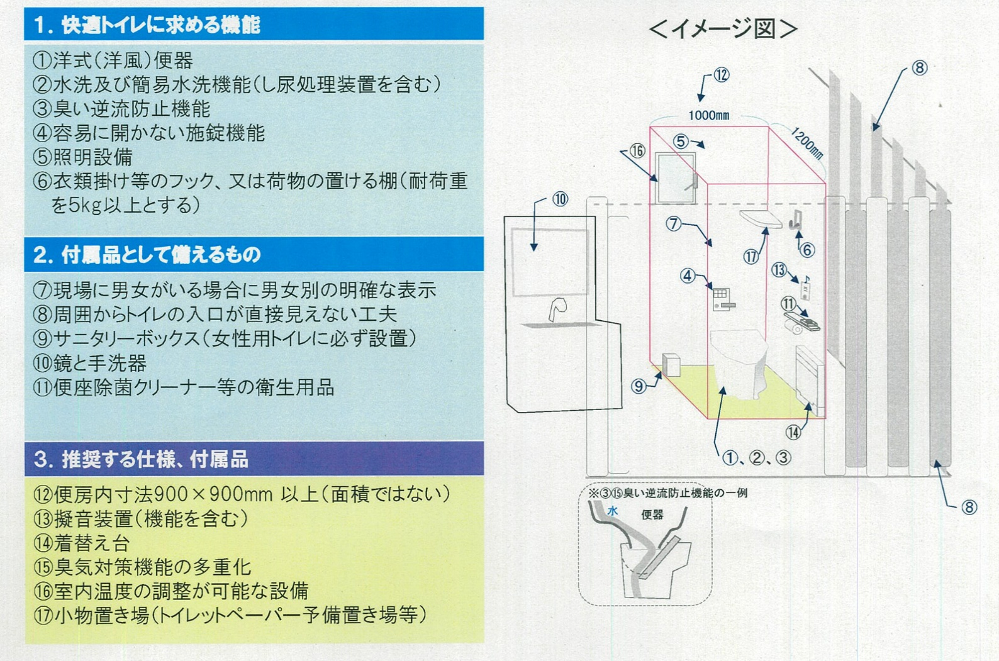 1. 快適トイレに求める機能
①洋式(洋風)便器
②水洗及び簡易水洗機能(し尿処理装置を含む)
③臭い逆流防止機能
④容易に開かない施錠機能
⑤照明設備
⑥衣類掛け等のフック、又は荷物の置ける棚(耐荷重
を5kg以上とする)
2. 付属品として備えるもの
⑦現場に男女がいる場合に男女別の明確な表示
⑧周囲からトイレの入口が直接見えない工夫
⑨サニタリーボックス(女性用トイレに必ず設置)
⑩鏡と手洗器
⑪便座除菌クリーナー等の衛生用品
3. 推奨する仕様、付属品
⑫便房内寸法900×900mm 以上(面積ではない)
⑬擬音装置(機能を含む)
⑭着替え台
⑮臭気対策機能の多重化
⑯室内温度の調整が可能な設備
⑰小物置き場(トイレットペーパー予備置き場等)
<イメージ図>
⑧
⑫
1000mm
1200mm
⑤
⑯
⑩
⑦
⑰
⑥
⑬
④
⑪
⑨
⑭
①、②、③
⑧
※③⑮臭い逆流防止機能の一例
水
便器